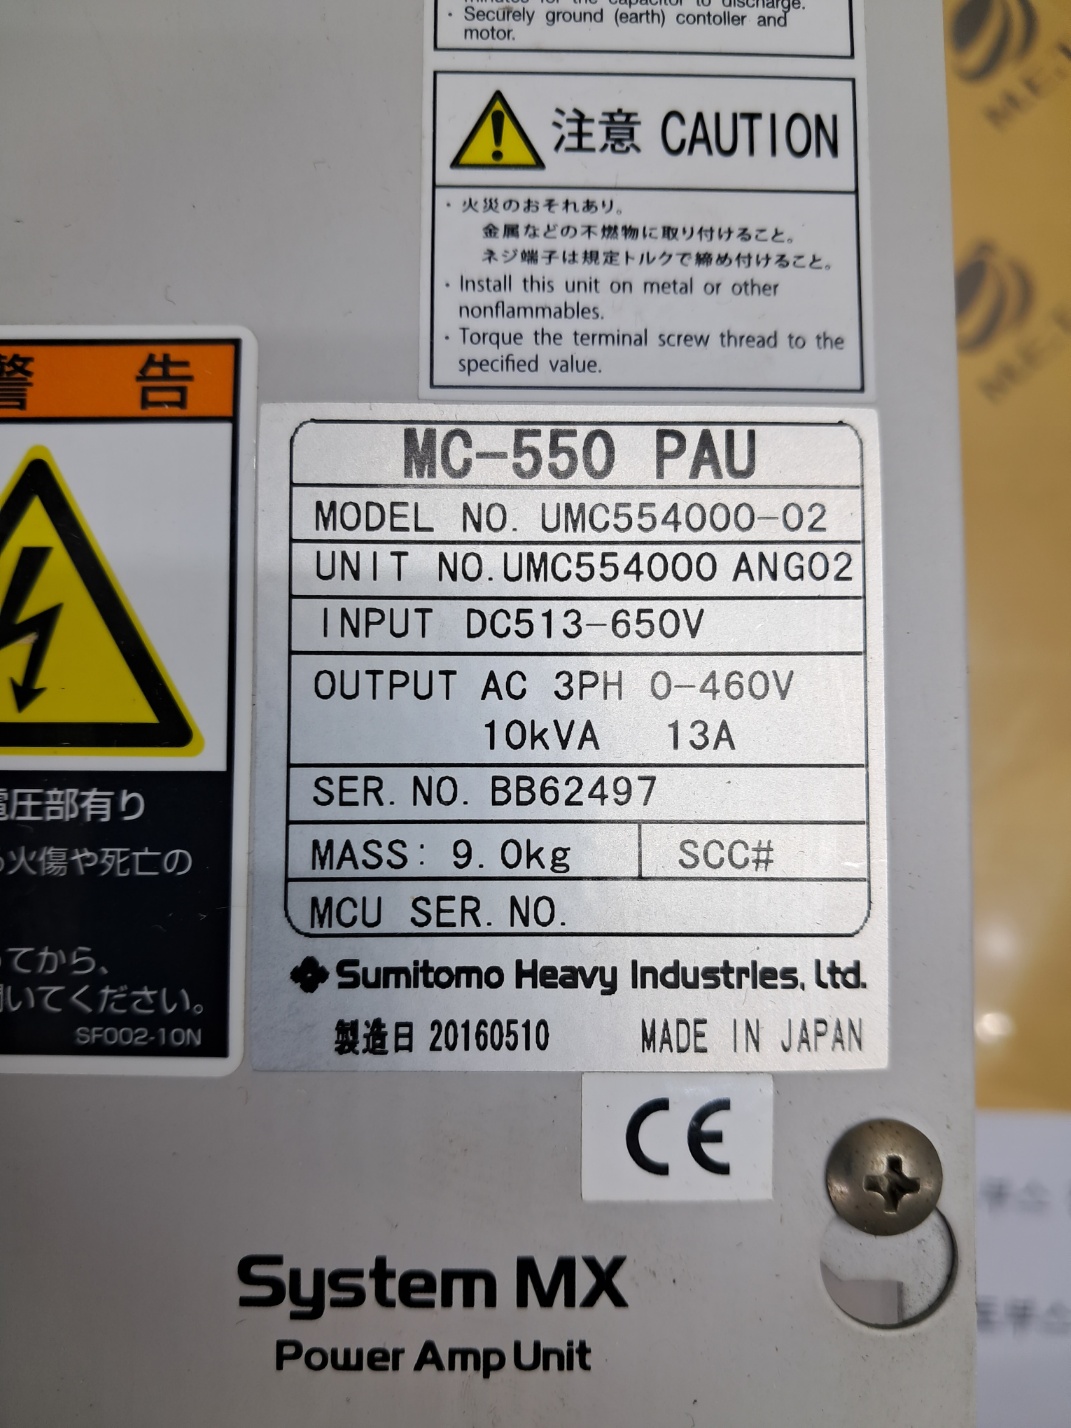 minutes for the capacitor to discharge.
· Securely ground (earth) contoller and
motor.
注意 CAUTION
· 火災のおそれあり。
金属などの不燃物に取り付けること。
ネジ端子は規定トルクで締め付けること。
· Install this unit on metal or other
nonflammables.
· Torque the terminal screw thread to the
specified value.
警告
電圧部有り
火傷や死亡の
てから、
開いてください。
SF002-10N
MC-550 PAU
MODEL NO. UMC554000-02
UNIT NO. UMC554000 ANG02
INPUT DC513-650V
OUTPUT AC 3PH 0-460V
10kVA 13A
SER. NO. BB62497
MASS: 9.0kg SCC#
MCU SER. NO.
Sumitomo Heavy Industries, Ltd.
製造日 20160510 MADE IN JAPAN
CE
System MX
Power Amp Unit